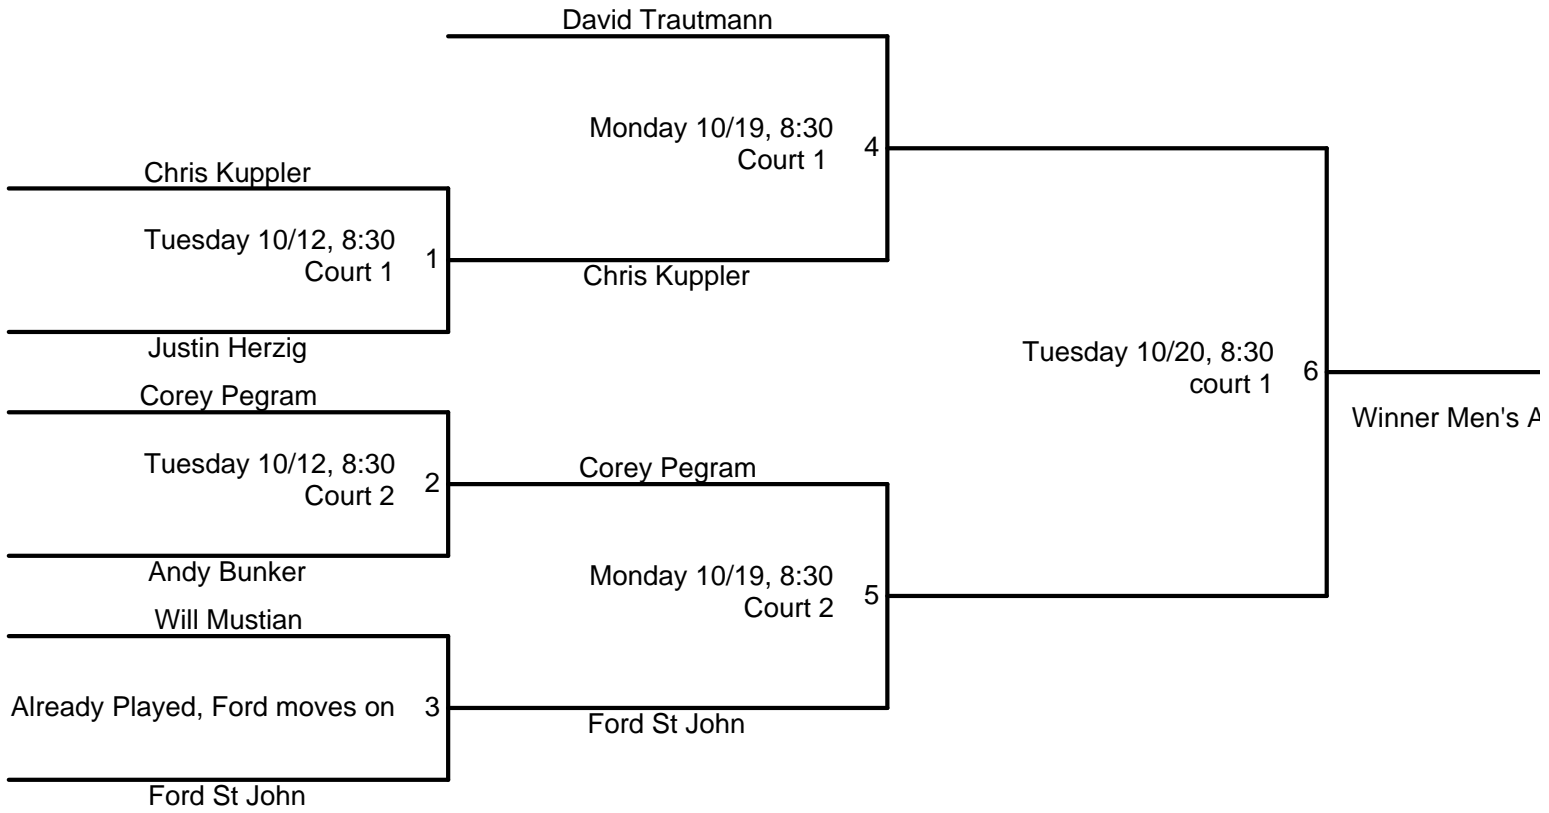 David Trautmann
Monday 10/19, 8:30
Court 1
4
Chris Kuppler
Tuesday 10/12, 8:30
Court 1
1
Chris Kuppler
Justin Herzig
Tuesday 10/20, 8:30
court 1
6
Winner Men's A
Corey Pegram
Tuesday 10/12, 8:30
Court 2
2
Corey Pegram
Andy Bunker
Monday 10/19, 8:30
Court 2
5
Will Mustian
Already Played, Ford moves on
3
Ford St John
Ford St John